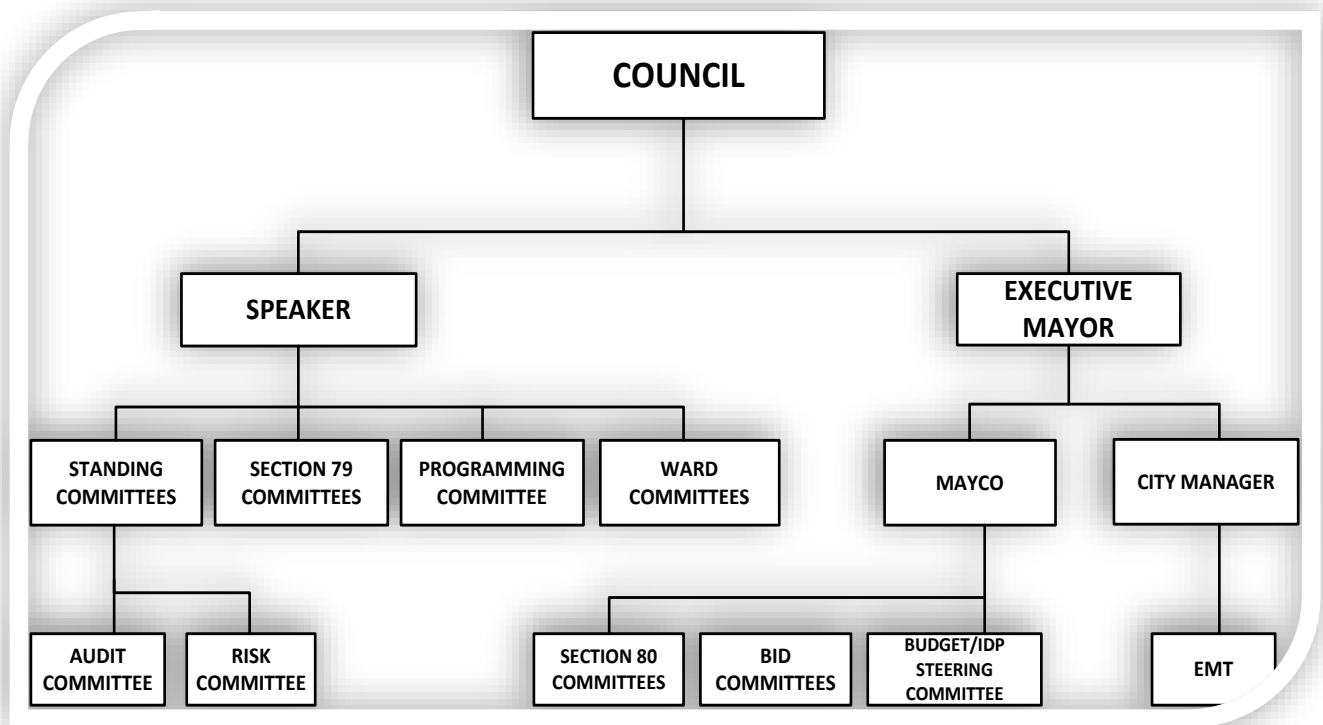 COUNCIL
SPEAKER
EXECUTIVE
MAYOR
STANDING
COMMITTEES
SECTION 79
COMMITTEES
PROGRAMMING
COMMITTEE
WARD
COMMITTEES
MAYCO
CITY MANAGER
AUDIT
COMMITTEE
RISK
COMMITTEE
SECTION 80
COMMITTEES
BID
COMMITTEES
BUDGET/IDP
STEERING
COMMITTEE
EMT